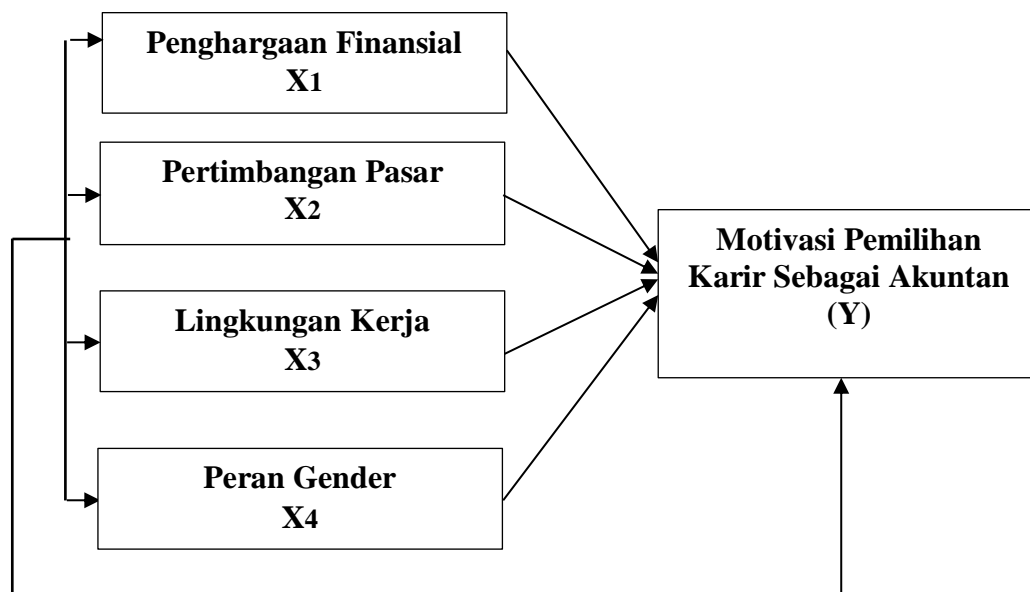 Penghargaan Finansial
X1
Pertimbangan Pasar
X2
Lingkungan Kerja
X3
Peran Gender
X4
Motivasi Pemilihan
Karir Sebagai Akuntan
(Y)